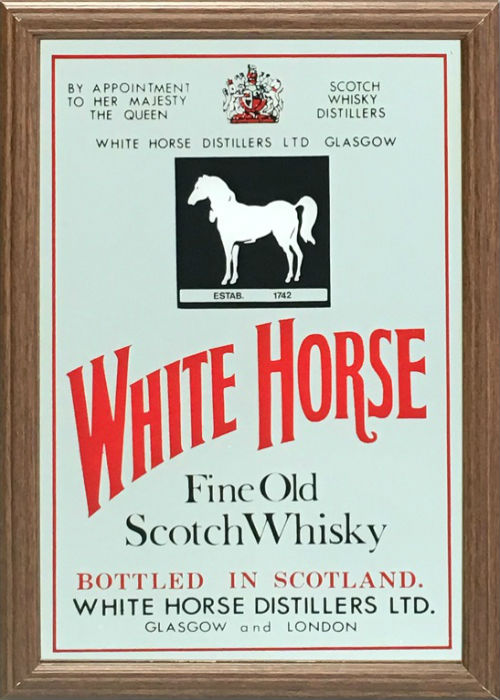 BY APPOINTMENT
TO HER MAJESTY
THE QUEEN
SCOTCH
WHISKY
DISTILLERS
WHITE HORSE DISTILLERS LTD GLASGOW
ESTAB. 1742
WHITE HORSE
Fine Old
Scotch Whisky
BOTTLED IN SCOTLAND.
WHITE HORSE DISTILLERS LTD.
GLASGOW and LONDON